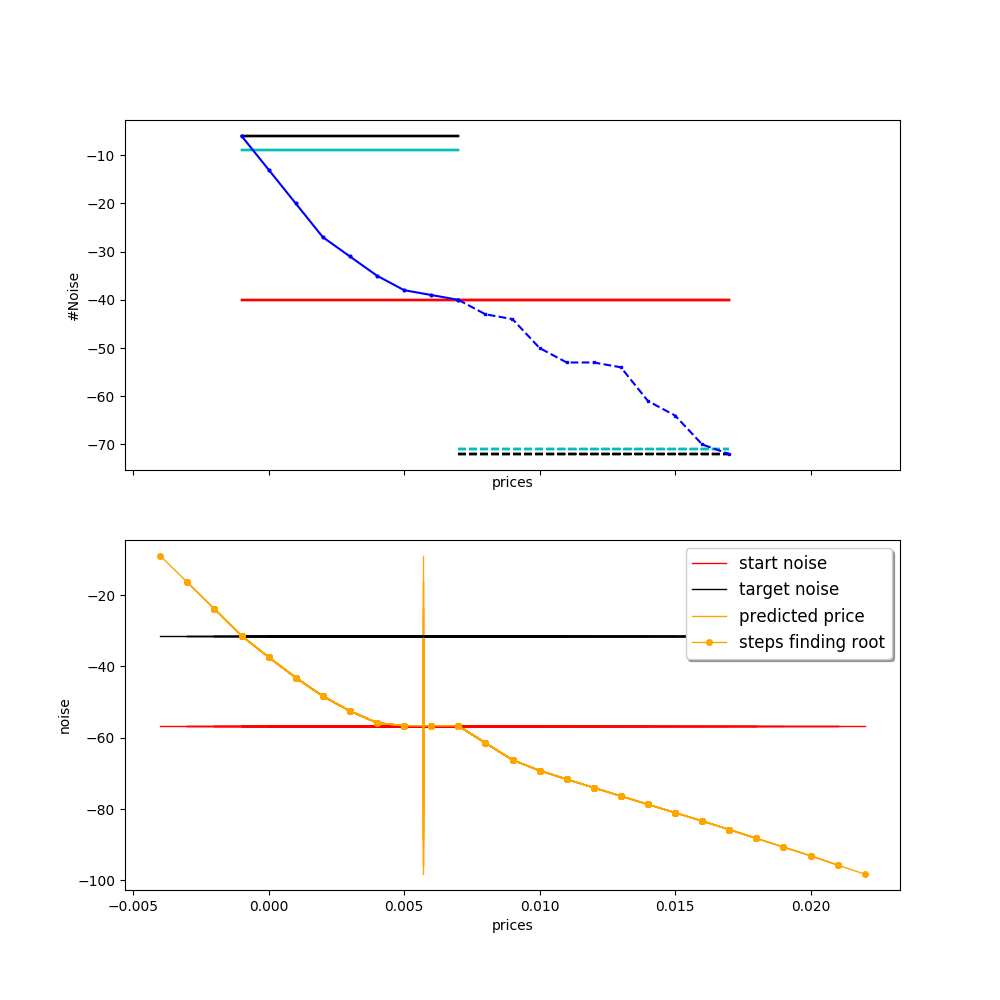 −10
−20
−30
−40
−50
−60
−70
#Noise
prices
start noise
target noise
predicted price
steps finding root
−20
−40
−60
−80
−100
noise
−0.005 0.000 0.005 0.010 0.015 0.020
prices